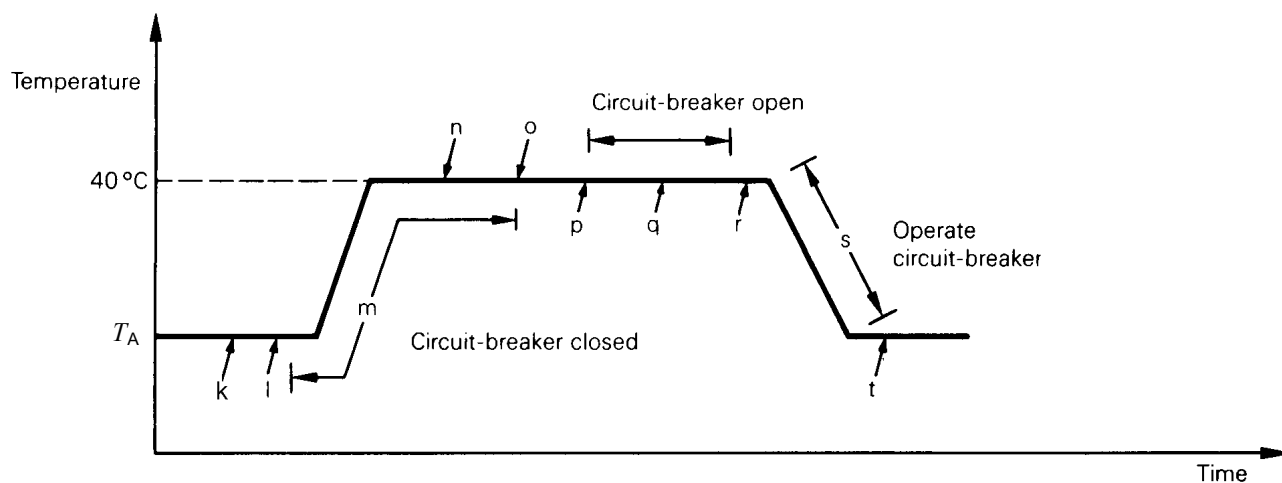 Temperature
Circuit-breaker open
n
o
40 °C
p
q
r
s
Operate
circuit-breaker
m
T_A
Circuit-breaker closed
k
l
t
Time